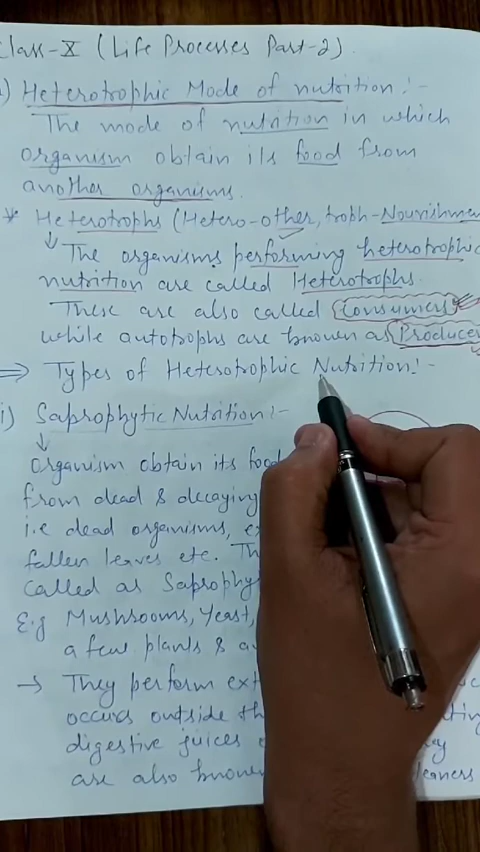 Class-X (Life Processes Part-2).
) Heterotrophic Mode of nutrition:-
The mode of nutrition in which
organism obtain its food from
another organisms.
* Heterotrophs (Hetero-other, troph-Nourishmen
The organisms performing heterotrophic
nutrition are called Heterotrophs.
These are also called Consumers
while autotrophs are known as Producer
⇒ Types of Heterotrophic Nutrition:-
i) Saprophytic Nutrition:-
Organism obtain its food
from dead & decaying
i.e dead organisms,
fallen leaves etc.
called as Saprophy
E.g Mushrooms, Yeast,
a few plants &
→ They perform ext
occurs outside th
digestive juices
are also known leaners